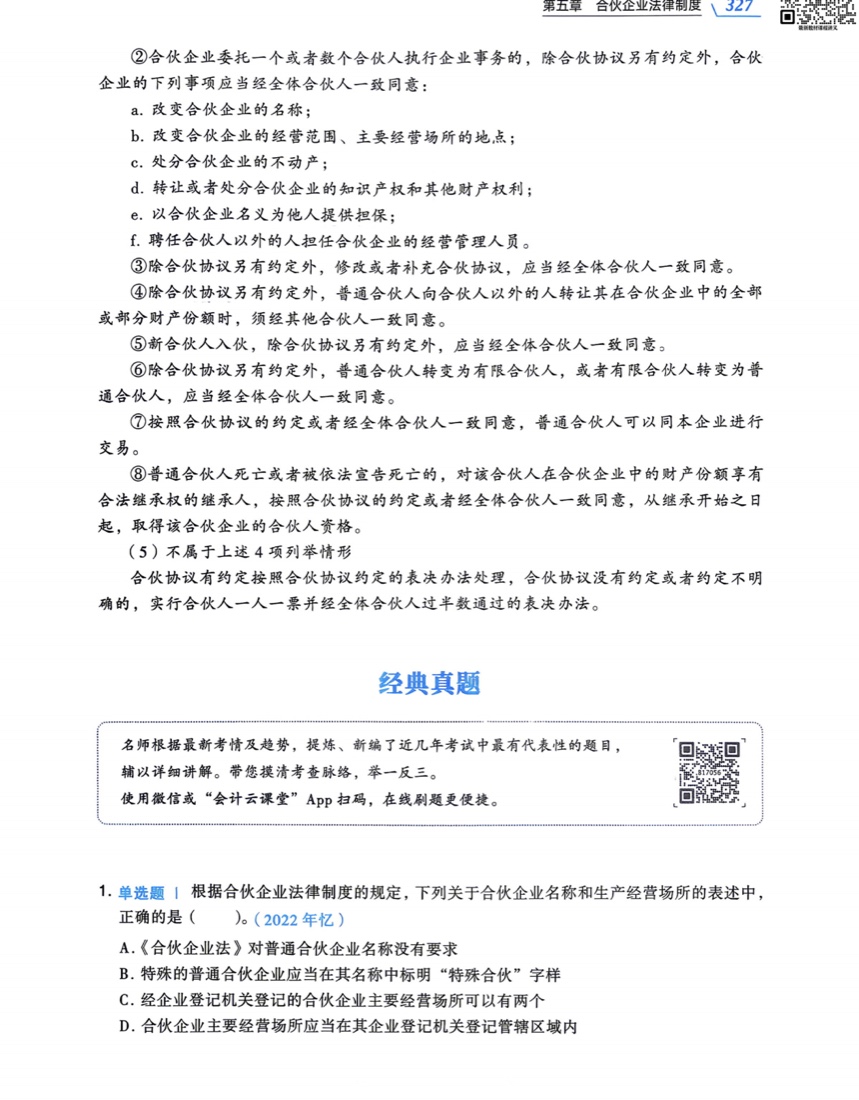 第五章 合伙企业法律制度 327
②合伙企业委托一个或者数个合伙人执行企业事务的，除合伙协议另有约定外，合伙
企业的下列事项应当经全体合伙人一致同意：
a. 改变合伙企业的名称；
b. 改变合伙企业的经营范围、主要经营场所的地点；
c. 处分合伙企业的不动产；
d. 转让或者处分合伙企业的知识产权和其他财产权利；
e. 以合伙企业名义为他人提供担保；
f. 聘任合伙人以外的人担任合伙企业的经营管理人员。
③除合伙协议另有约定外，修改或者补充合伙协议，应当经全体合伙人一致同意。
④除合伙协议另有约定外，普通合伙人向合伙人以外的人转让其在合伙企业中的全部
或部分财产份额时，须经其他合伙人一致同意。
⑤新合伙人入伙，除合伙协议另有约定外，应当经全体合伙人一致同意。
⑥除合伙协议另有约定外，普通合伙人转变为有限合伙人，或者有限合伙人转变为普
通合伙人，应当经全体合伙人一致同意。
⑦按照合伙协议的约定或者经全体合伙人一致同意，普通合伙人可以同本企业进行
交易。
⑧普通合伙人死亡或者被依法宣告死亡的，对该合伙人在合伙企业中的财产份额享有
合法继承权的继承人，按照合伙协议的约定或者经全体合伙人一致同意，从继承开始之日
起，取得该合伙企业的合伙人资格。
（5）不属于上述 4 项列举情形
合伙协议有约定按照合伙协议约定的表决办法处理，合伙协议没有约定或者约定不明
确的，实行合伙人一人一票并经全体合伙人过半数通过的表决办法。
经典真题
名师根据最新考情及趋势，提炼、新编了近几年考试中最有代表性的题目，
辅以详细讲解。带您摸清考查脉络，举一反三。
使用微信或“会计云课堂”App 扫码，在线刷题更便捷。
817056
1. 单选题 | 根据合伙企业法律制度的规定，下列关于合伙企业名称和生产经营场所的表述中，
正确的是（ ）。（2022 年忆）
A.《合伙企业法》对普通合伙企业名称没有要求
B. 特殊的普通合伙企业应当在其名称中标明“特殊合伙”字样
C. 经企业登记机关登记的合伙企业主要经营场所可以有两个
D. 合伙企业主要经营场所应当在其企业登记机关登记管辖区域内